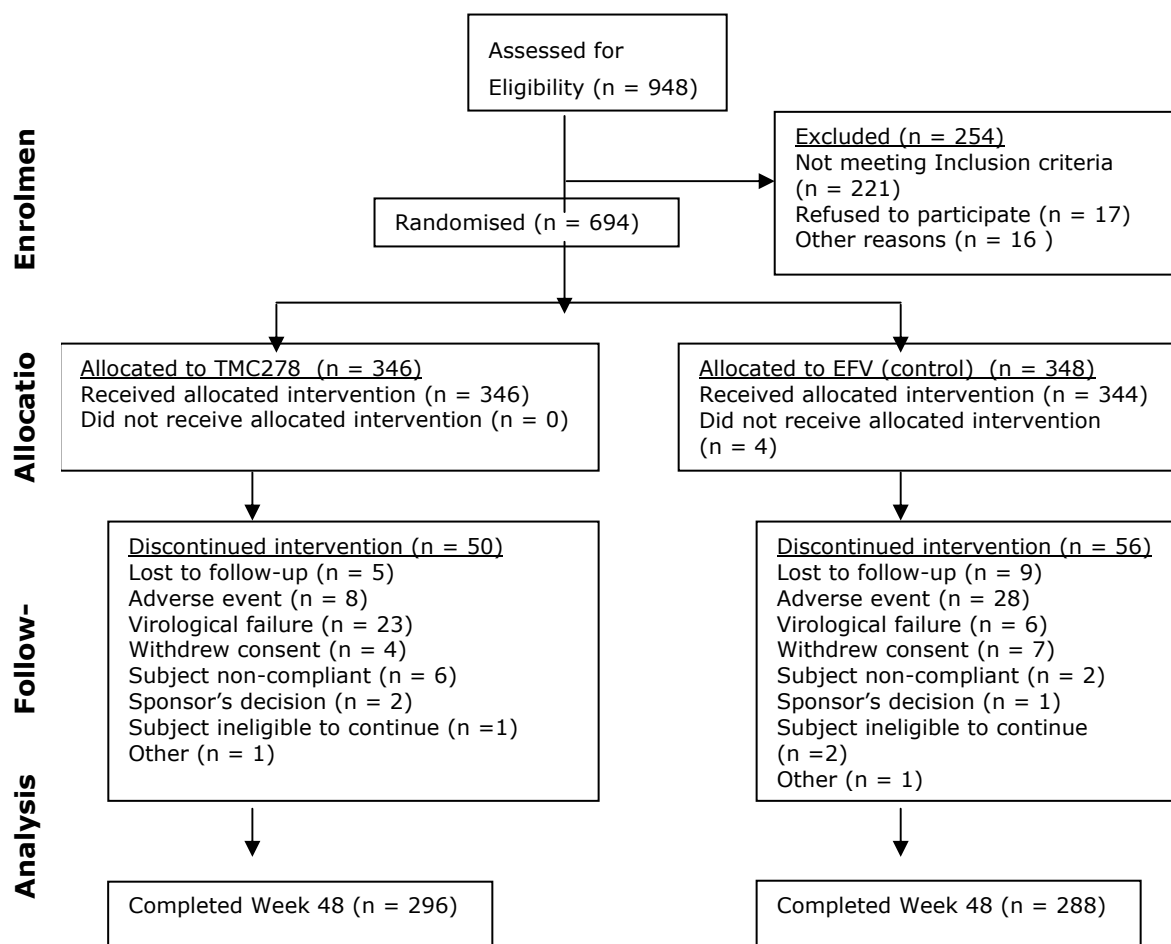 Assessed for
Eligibility (n = 948)
Enrolmen
Excluded (n = 254)
Not meeting Inclusion criteria
(n = 221)
Refused to participate (n = 17)
Other reasons (n = 16 )
Randomised (n = 694)
Allocatio
Allocated to TMC278  (n = 346)
Received allocated intervention (n = 346)
Did not receive allocated intervention (n = 0)
Allocated to EFV (control)  (n = 348)
Received allocated intervention (n = 344)
Did not receive allocated intervention
(n = 4)
Follow-
Discontinued intervention (n = 50)
Lost to follow-up (n = 5)
Adverse event (n = 8)
Virological failure (n = 23)
Withdrew consent (n = 4)
Subject non-compliant (n = 6)
Sponsor’s decision (n = 2)
Subject ineligible to continue (n =1)
Other (n = 1)
Discontinued intervention (n = 56)
Lost to follow-up (n = 9)
Adverse event (n = 28)
Virological failure (n = 6)
Withdrew consent (n = 7)
Subject non-compliant (n = 2)
Sponsor’s decision (n = 1)
Subject ineligible to continue
(n =2)
Other (n = 1)
Analysis
Completed Week 48 (n = 296)
Completed Week 48 (n = 288)